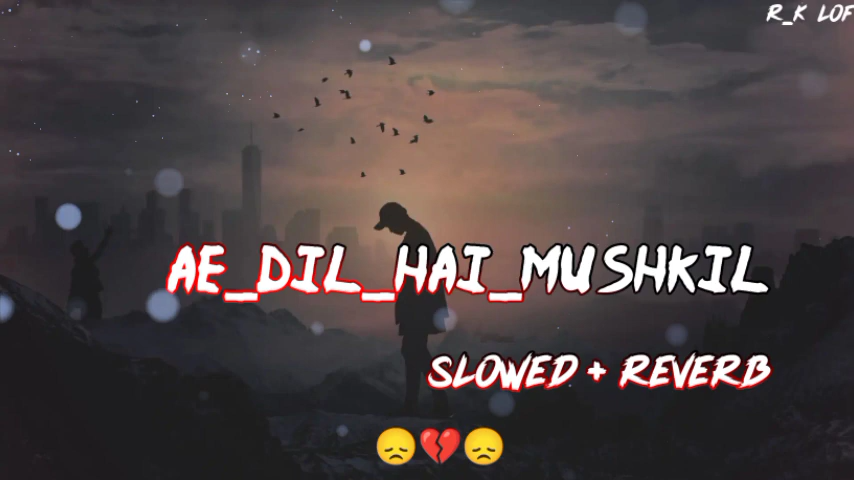 R_K LOF
AE_DIL_HAI_MUSHKIL
SLOWED + REVERB
😞💔😞